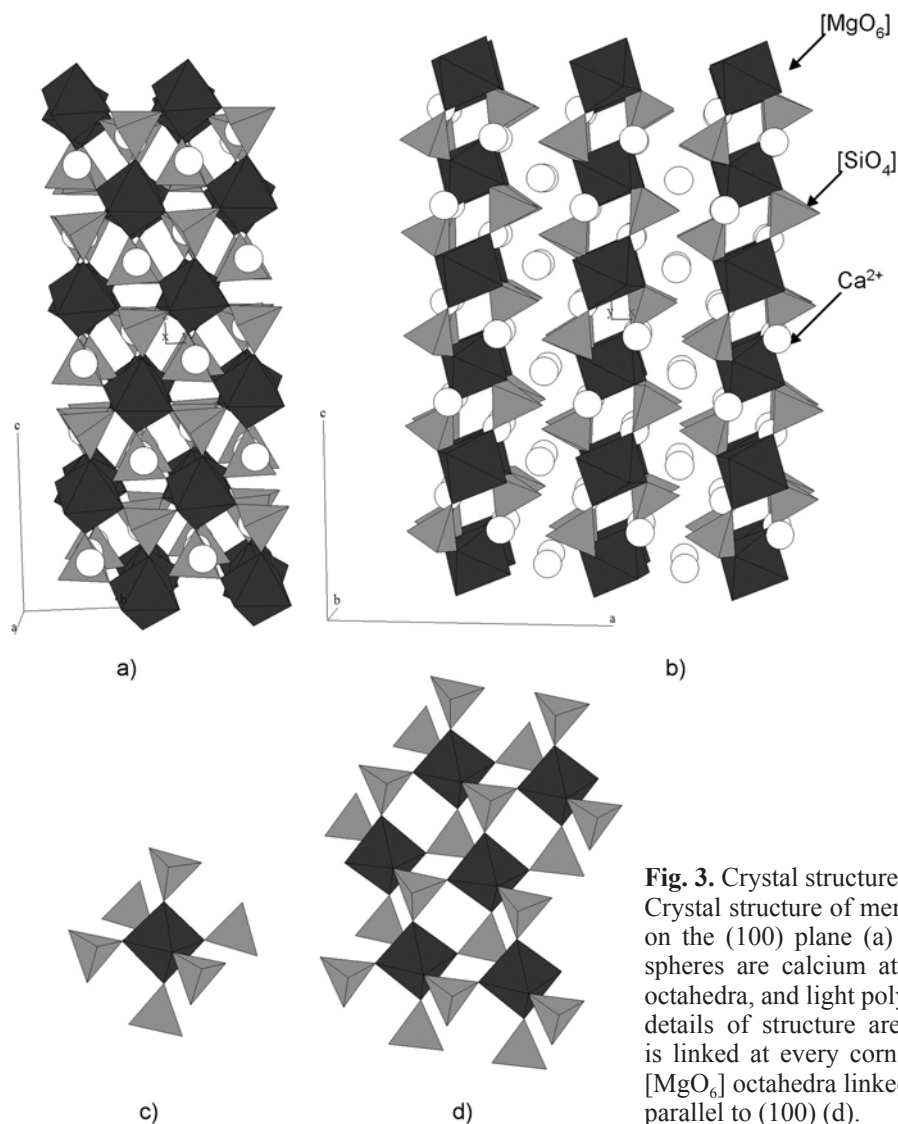 [MgO₆]
[SiO₄]
Ca²⁺
x
y x
c
c
b
a
b
a
a)
b)
c)
d)
Fig. 3. Crystal structure
Crystal structure of mer
on the (100) plane (a)
spheres are calcium at
octahedra, and light poly
details of structure are
is linked at every corn
[MgO₆] octahedra linked
parallel to (100) (d).